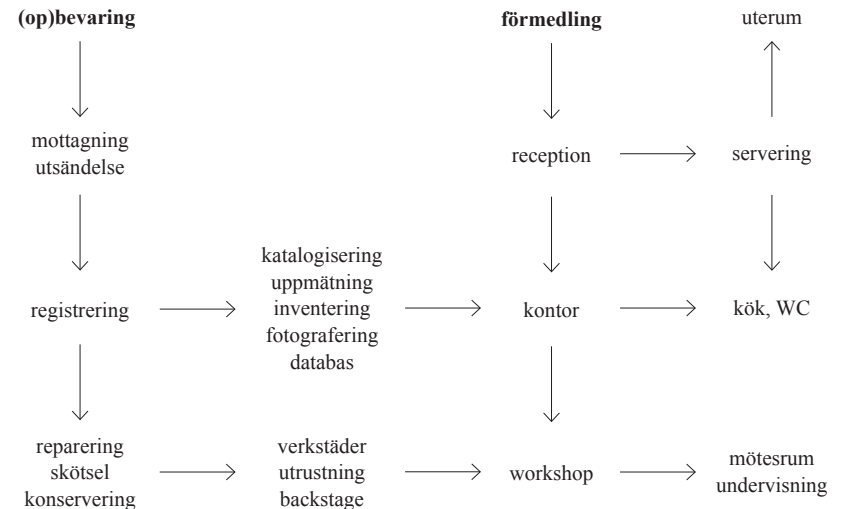 (op)bevaring
förmedling
uterum
mottagning
utsändelse
reception
servering
registrering
katalogisering
uppmätning
inventering
fotografering
databas
kontor
kök, WC
reparering
skötsel
konservering
verkstäder
utrustning
backstage
workshop
mötesrum
undervisning